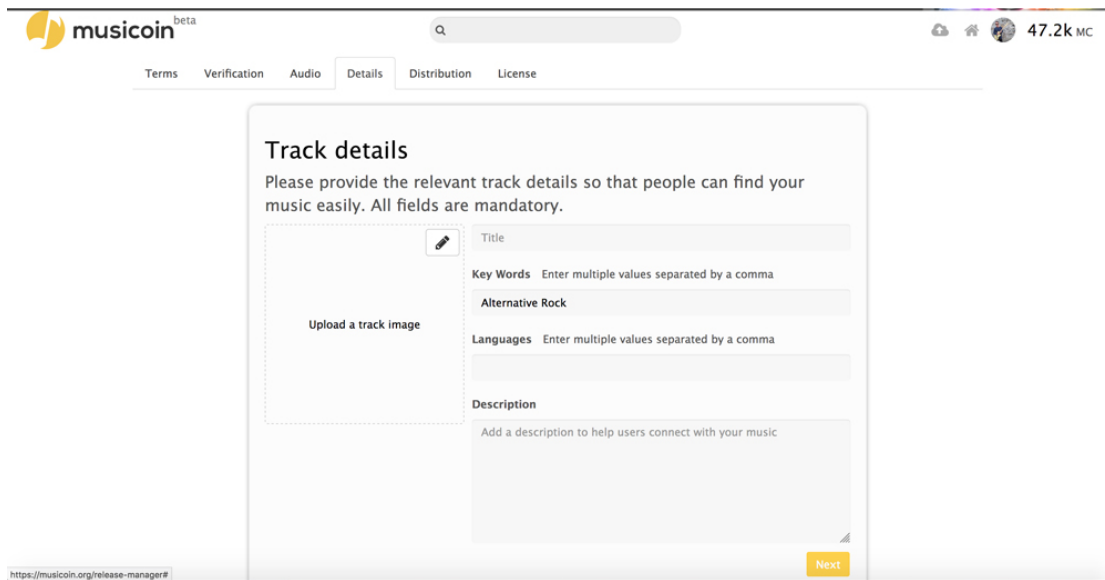 musicoin beta
47.2k MC
Terms Verification Audio Details Distribution License
Track details
Please provide the relevant track details so that people can find your
music easily. All fields are mandatory.
Upload a track image
Title
Key Words Enter multiple values separated by a comma
Alternative Rock
Languages Enter multiple values separated by a comma
Description
Add a description to help users connect with your music
Next
https://musicoin.org/release-manager#